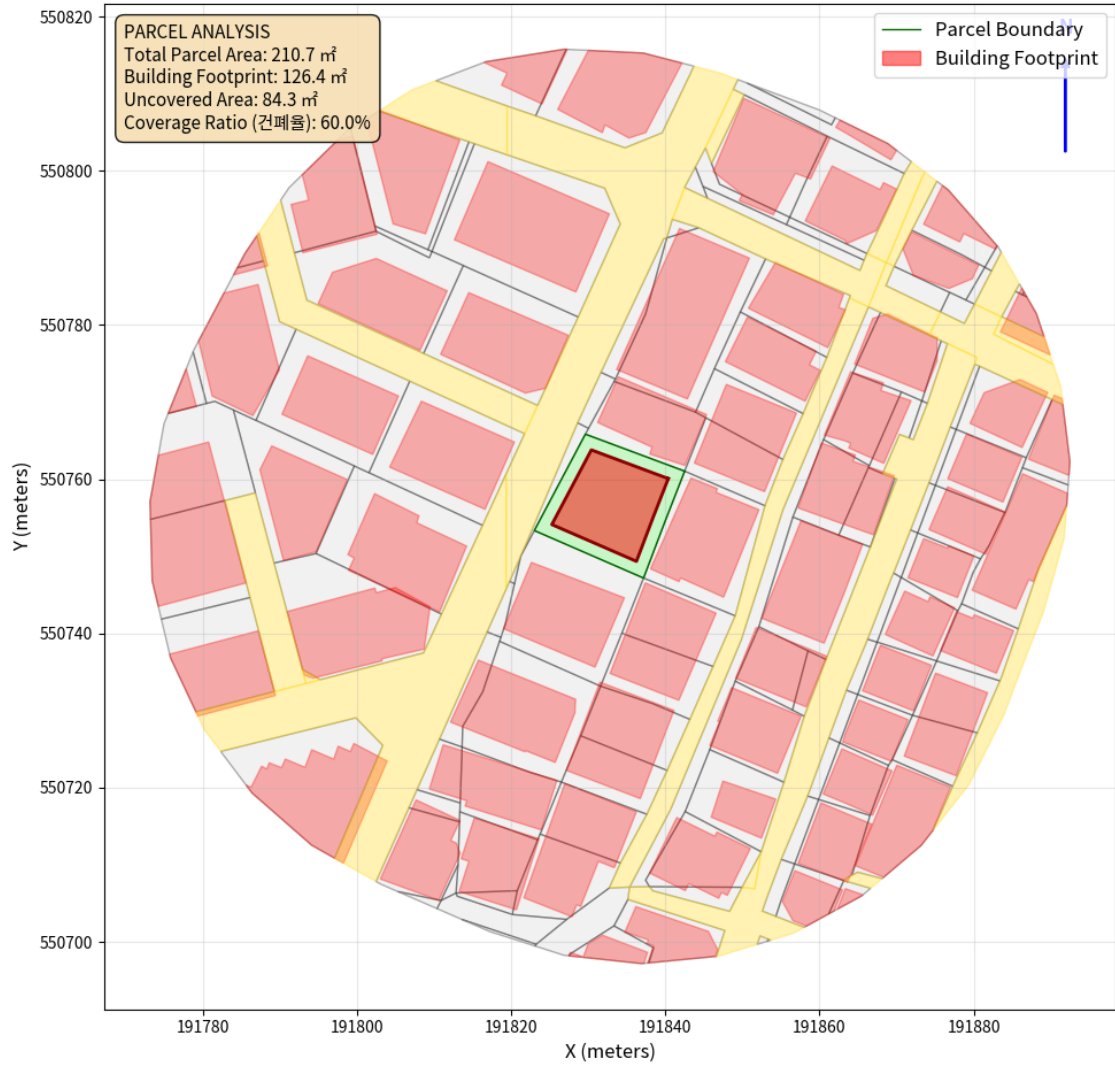 PARCEL ANALYSIS
Total Parcel Area: 210.7 ㎡
Building Footprint: 126.4 ㎡
Uncovered Area: 84.3 ㎡
Coverage Ratio (건폐율): 60.0%
Parcel Boundary
Building Footprint
N
550820
550800
550780
550760
550740
550720
550700
Y (meters)
191780
191800
191820
191840
191860
191880
X (meters)